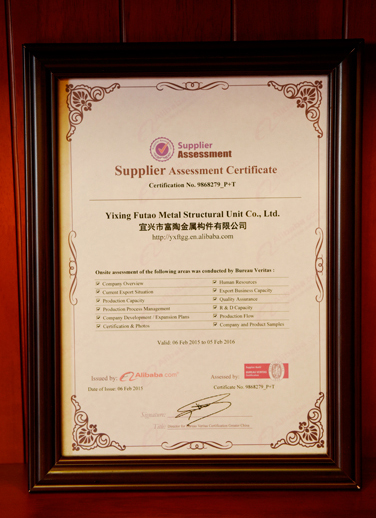 Supplier
Assessment
Supplier Assessment Certificate
Certification No. 9868279_P+T
Yixing Futao Metal Structural Unit Co., Ltd.
宜兴市富陶金属构件有限公司
http://yxftgg.en.alibaba.com
Onsite assessment of the following areas was conducted by Bureau Veritas :
Company Overview
Human Resources
Current Export Situation
Export Business Capacity
Production Capacity
Quality Assurance
Production Process Management
R & D Capacity
Company Development / Expansion Plans
Production Flow
Certification & Photos
Company and Product Samples
Valid: 06 Feb 2015 to 05 Feb 2016
Issued by:
Alibaba.com
Assessed by:
Date of Issue: 06 Feb 2015
Certificate No. 9868279_P+T
Signature: